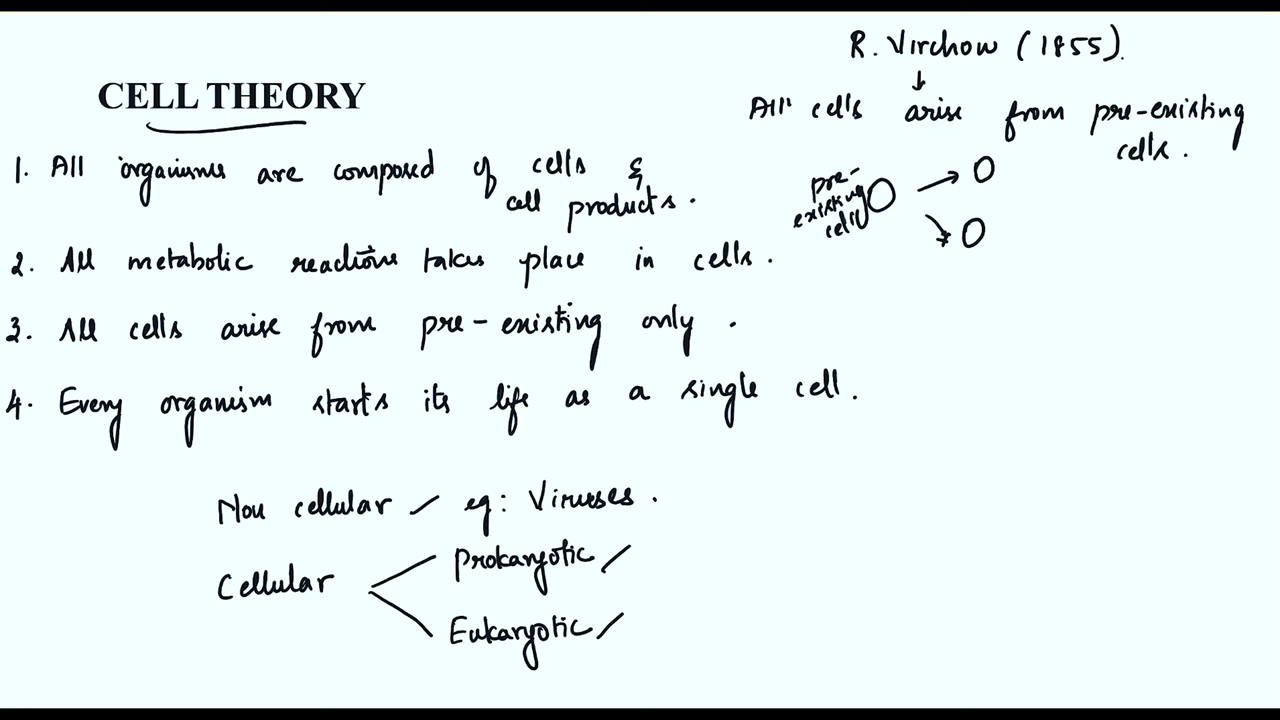 R. Virchow (1855).
CELL THEORY
All cells arise from pre-existing
cells.
1. All organisms are composed of cells &
cell products.
pre-
existing
cell
2. All metabolic reactions takes place in cells.
3. All cells arise from pre-existing only.
4. Every organism starts its life as a single cell.
Non cellular eg: Viruses.
Cellular
Prokaryotic
Eukaryotic